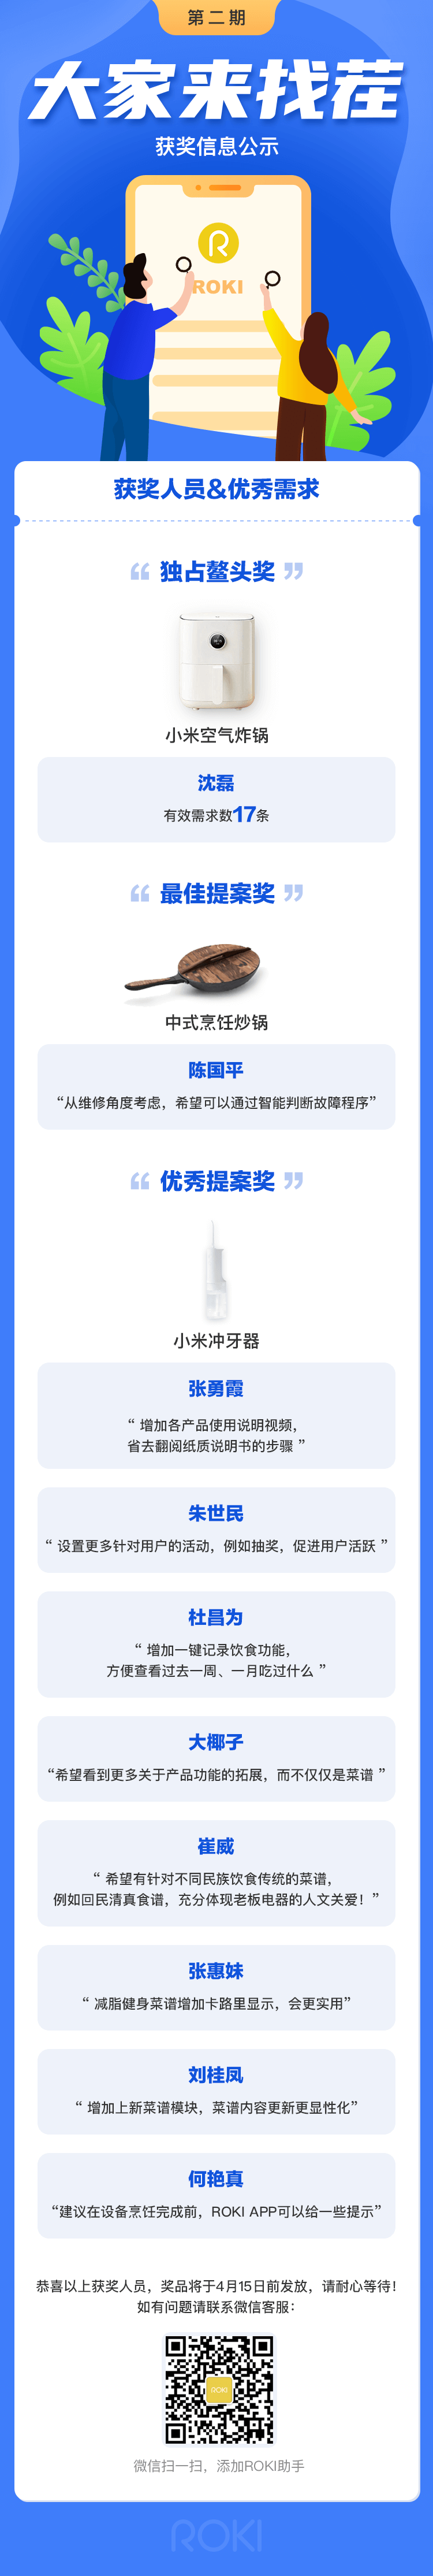 第二期
大家来找茬
获奖信息公示
ROKI
获奖人员&优秀需求
“ 独占鳌头奖 ”
小米空气炸锅
沈磊
有效需求数17条
“ 最佳提案奖 ”
中式烹饪炒锅
陈国平
“从维修角度考虑，希望可以通过智能判断故障程序”
“ 优秀提案奖 ”
小米冲牙器
张勇霞
“ 增加各产品使用说明视频，
省去翻阅纸质说明书的步骤 ”
朱世民
“ 设置更多针对用户的活动，例如抽奖，促进用户活跃 ”
杜昌为
“ 增加一键记录饮食功能，
方便查看过去一周、一月吃过什么 ”
大椰子
“希望看到更多关于产品功能的拓展，而不仅仅是菜谱 ”
崔威
“ 希望有针对不同民族饮食传统的菜谱，
例如回民清真食谱，充分体现老板电器的人文关爱！”
张惠妹
“ 减脂健身菜谱增加卡路里显示，会更实用”
刘桂凤
“ 增加上新菜谱模块，菜谱内容更新更显性化”
何艳真
“建议在设备烹饪完成前，ROKI APP可以给一些提示”
恭喜以上获奖人员，奖品将于4月15日前发放，请耐心等待！
如有问题请联系微信客服：
ROKI
微信扫一扫，添加ROKI助手
ROKI